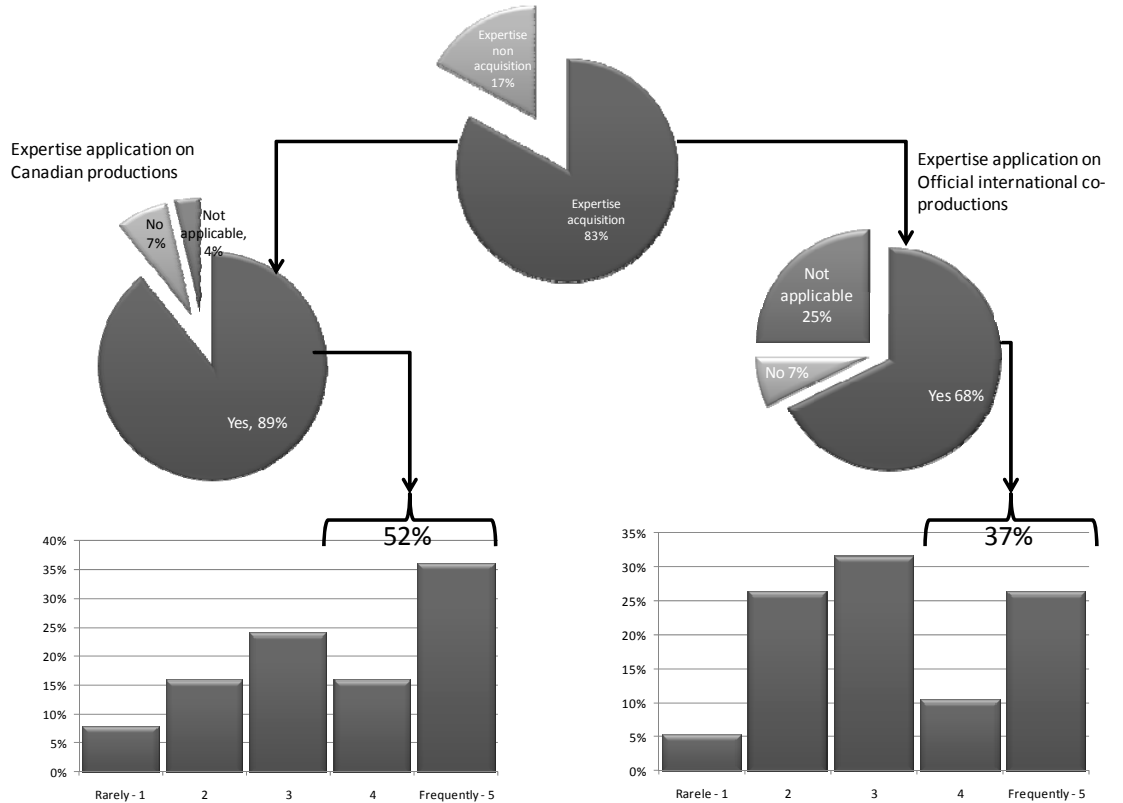 Expertise
non
acquisition
17%
Expertise
acquisition
83%
Expertise application on
Canadian productions
No
7%
Not
applicable,
4%
Yes, 89%
Expertise application on
Official international co-
productions
Not
applicable
25%
No 7%
Yes 68%
52%
40%
35%
30%
25%
20%
15%
10%
5%
0%
Rarely - 1 2 3 4 Frequently - 5
37%
35%
30%
25%
20%
15%
10%
5%
0%
Rarele - 1 2 3 4 Frequently - 5